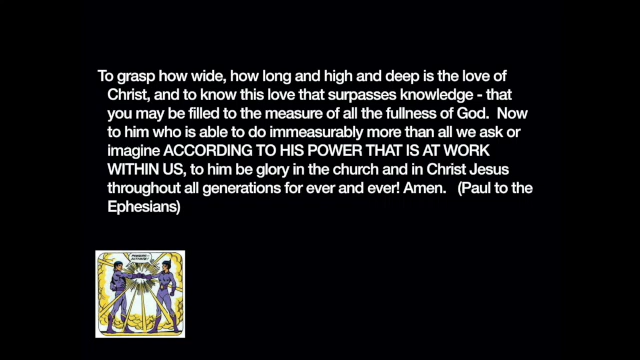 To grasp how wide, how long and high and deep is the love of
Christ, and to know this love that surpasses knowledge - that
you may be filled to the measure of all the fullness of God. Now
to him who is able to do immeasurably more than all we ask or
imagine ACCORDING TO HIS POWER THAT IS AT WORK
WITHIN US, to him be glory in the church and in Christ Jesus
throughout all generations for ever and ever! Amen. (Paul to the
Ephesians)